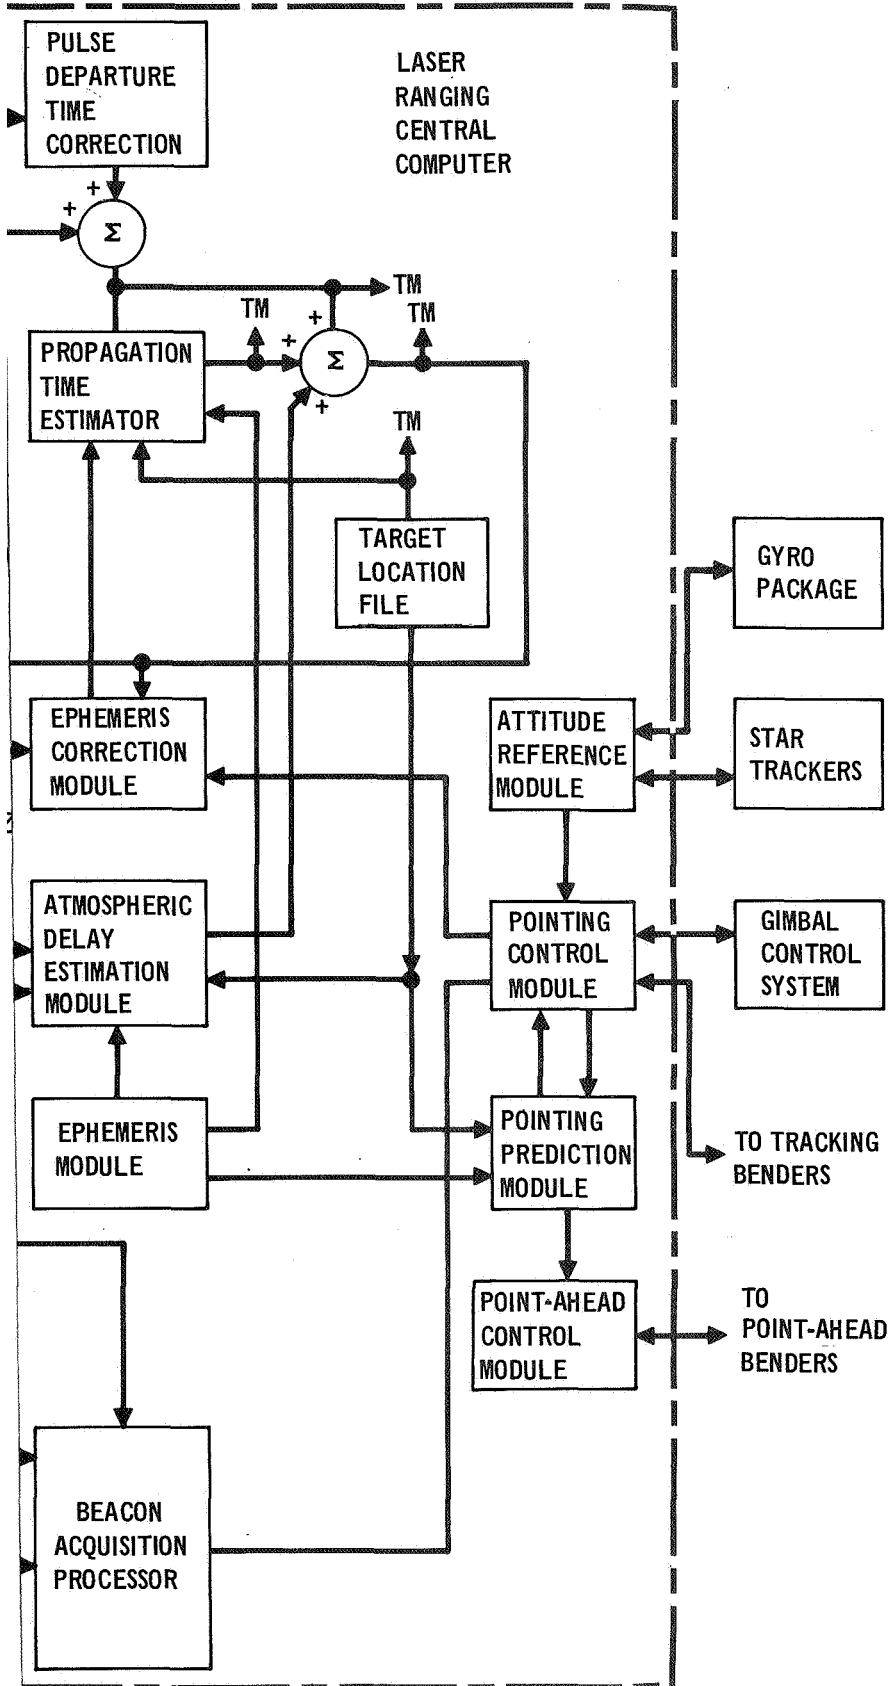 PULSE
DEPARTURE
TIME
CORRECTION
LASER
RANGING
CENTRAL
COMPUTER
+
+
Σ
TM
TM
TM
+
+
Σ
+
PROPAGATION
TIME
ESTIMATOR
TM
TARGET
LOCATION
FILE
GYRO
PACKAGE
EPHEMERIS
CORRECTION
MODULE
ATTITUDE
REFERENCE
MODULE
STAR
TRACKERS
ATMOSPHERIC
DELAY
ESTIMATION
MODULE
POINTING
CONTROL
MODULE
GIMBAL
CONTROL
SYSTEM
EPHEMERIS
MODULE
POINTING
PREDICTION
MODULE
TO TRACKING
BENDERS
POINT-AHEAD
CONTROL
MODULE
TO
POINT-AHEAD
BENDERS
BEACON
ACQUISITION
PROCESSOR